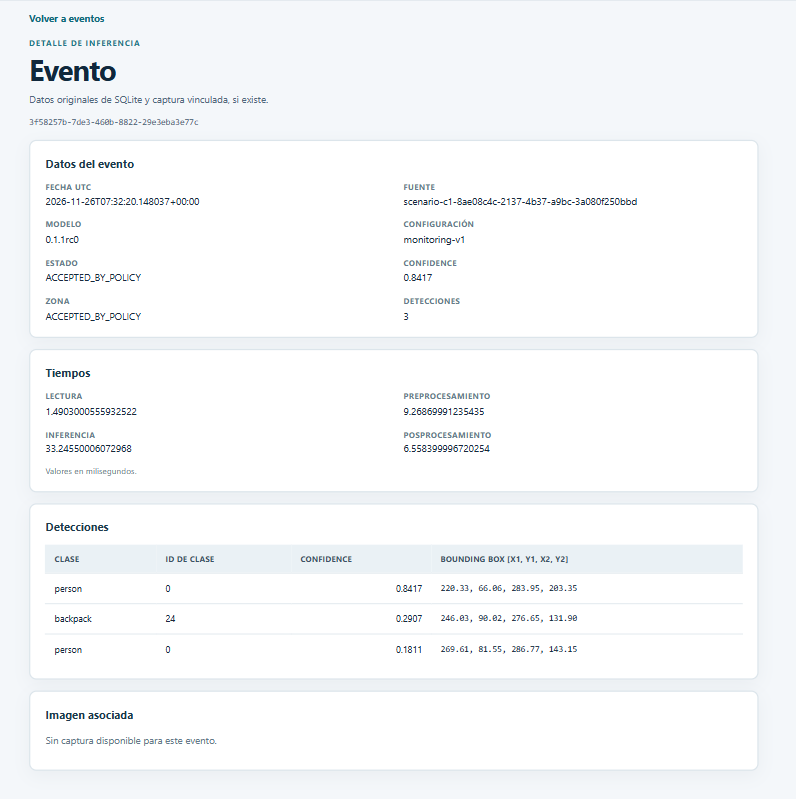 Volver a eventos
DETALLE DE INFERENCIA
Evento
Datos originales de SQLite y captura vinculada, si existe.
3f58257b-7de3-460b-8822-29e3eba3e77c
Datos del evento
FECHA UTC
2026-11-26T07:32:20.148037+00:00
FUENTE
scenario-c1-8ae08c4c-2137-4b37-a9bc-3a080f250bbd
MODELO
0.1.1rc0
CONFIGURACIÓN
monitoring-v1
ESTADO
ACCEPTED_BY_POLICY
CONFIDENCE
0.8417
ZONA
ACCEPTED_BY_POLICY
DETECCIONES
3
Tiempos
LECTURA
1.4903000555932522
PREPROCESAMIENTO
9.26869991235435
INFERENCIA
33.24550006072968
POSPROCESAMIENTO
6.558399996720254
Valores en milisegundos.
Detecciones
CLASE ID DE CLASE CONFIDENCE BOUNDING BOX [X1, Y1, X2, Y2]
person 0 0.8417 220.33, 66.06, 283.95, 203.35
backpack 24 0.2907 246.03, 90.02, 276.65, 131.90
person 0 0.1811 269.61, 81.55, 286.77, 143.15
Imagen asociada
Sin captura disponible para este evento.